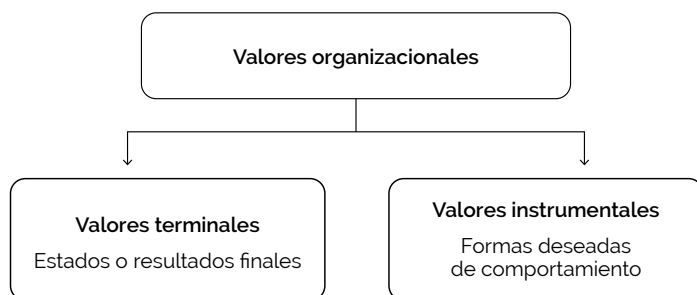 Valores organizacionales
Valores terminales
Estados o resultados finales
Valores instrumentales
Formas deseadas
de comportamiento